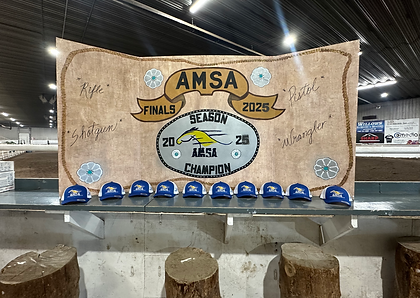 AMSA
FINALS 2025
"Rifle"
"Pistol"
"Shotgun"
"Wrangler"
SEASON
20 25
AMSA
CHAMPION